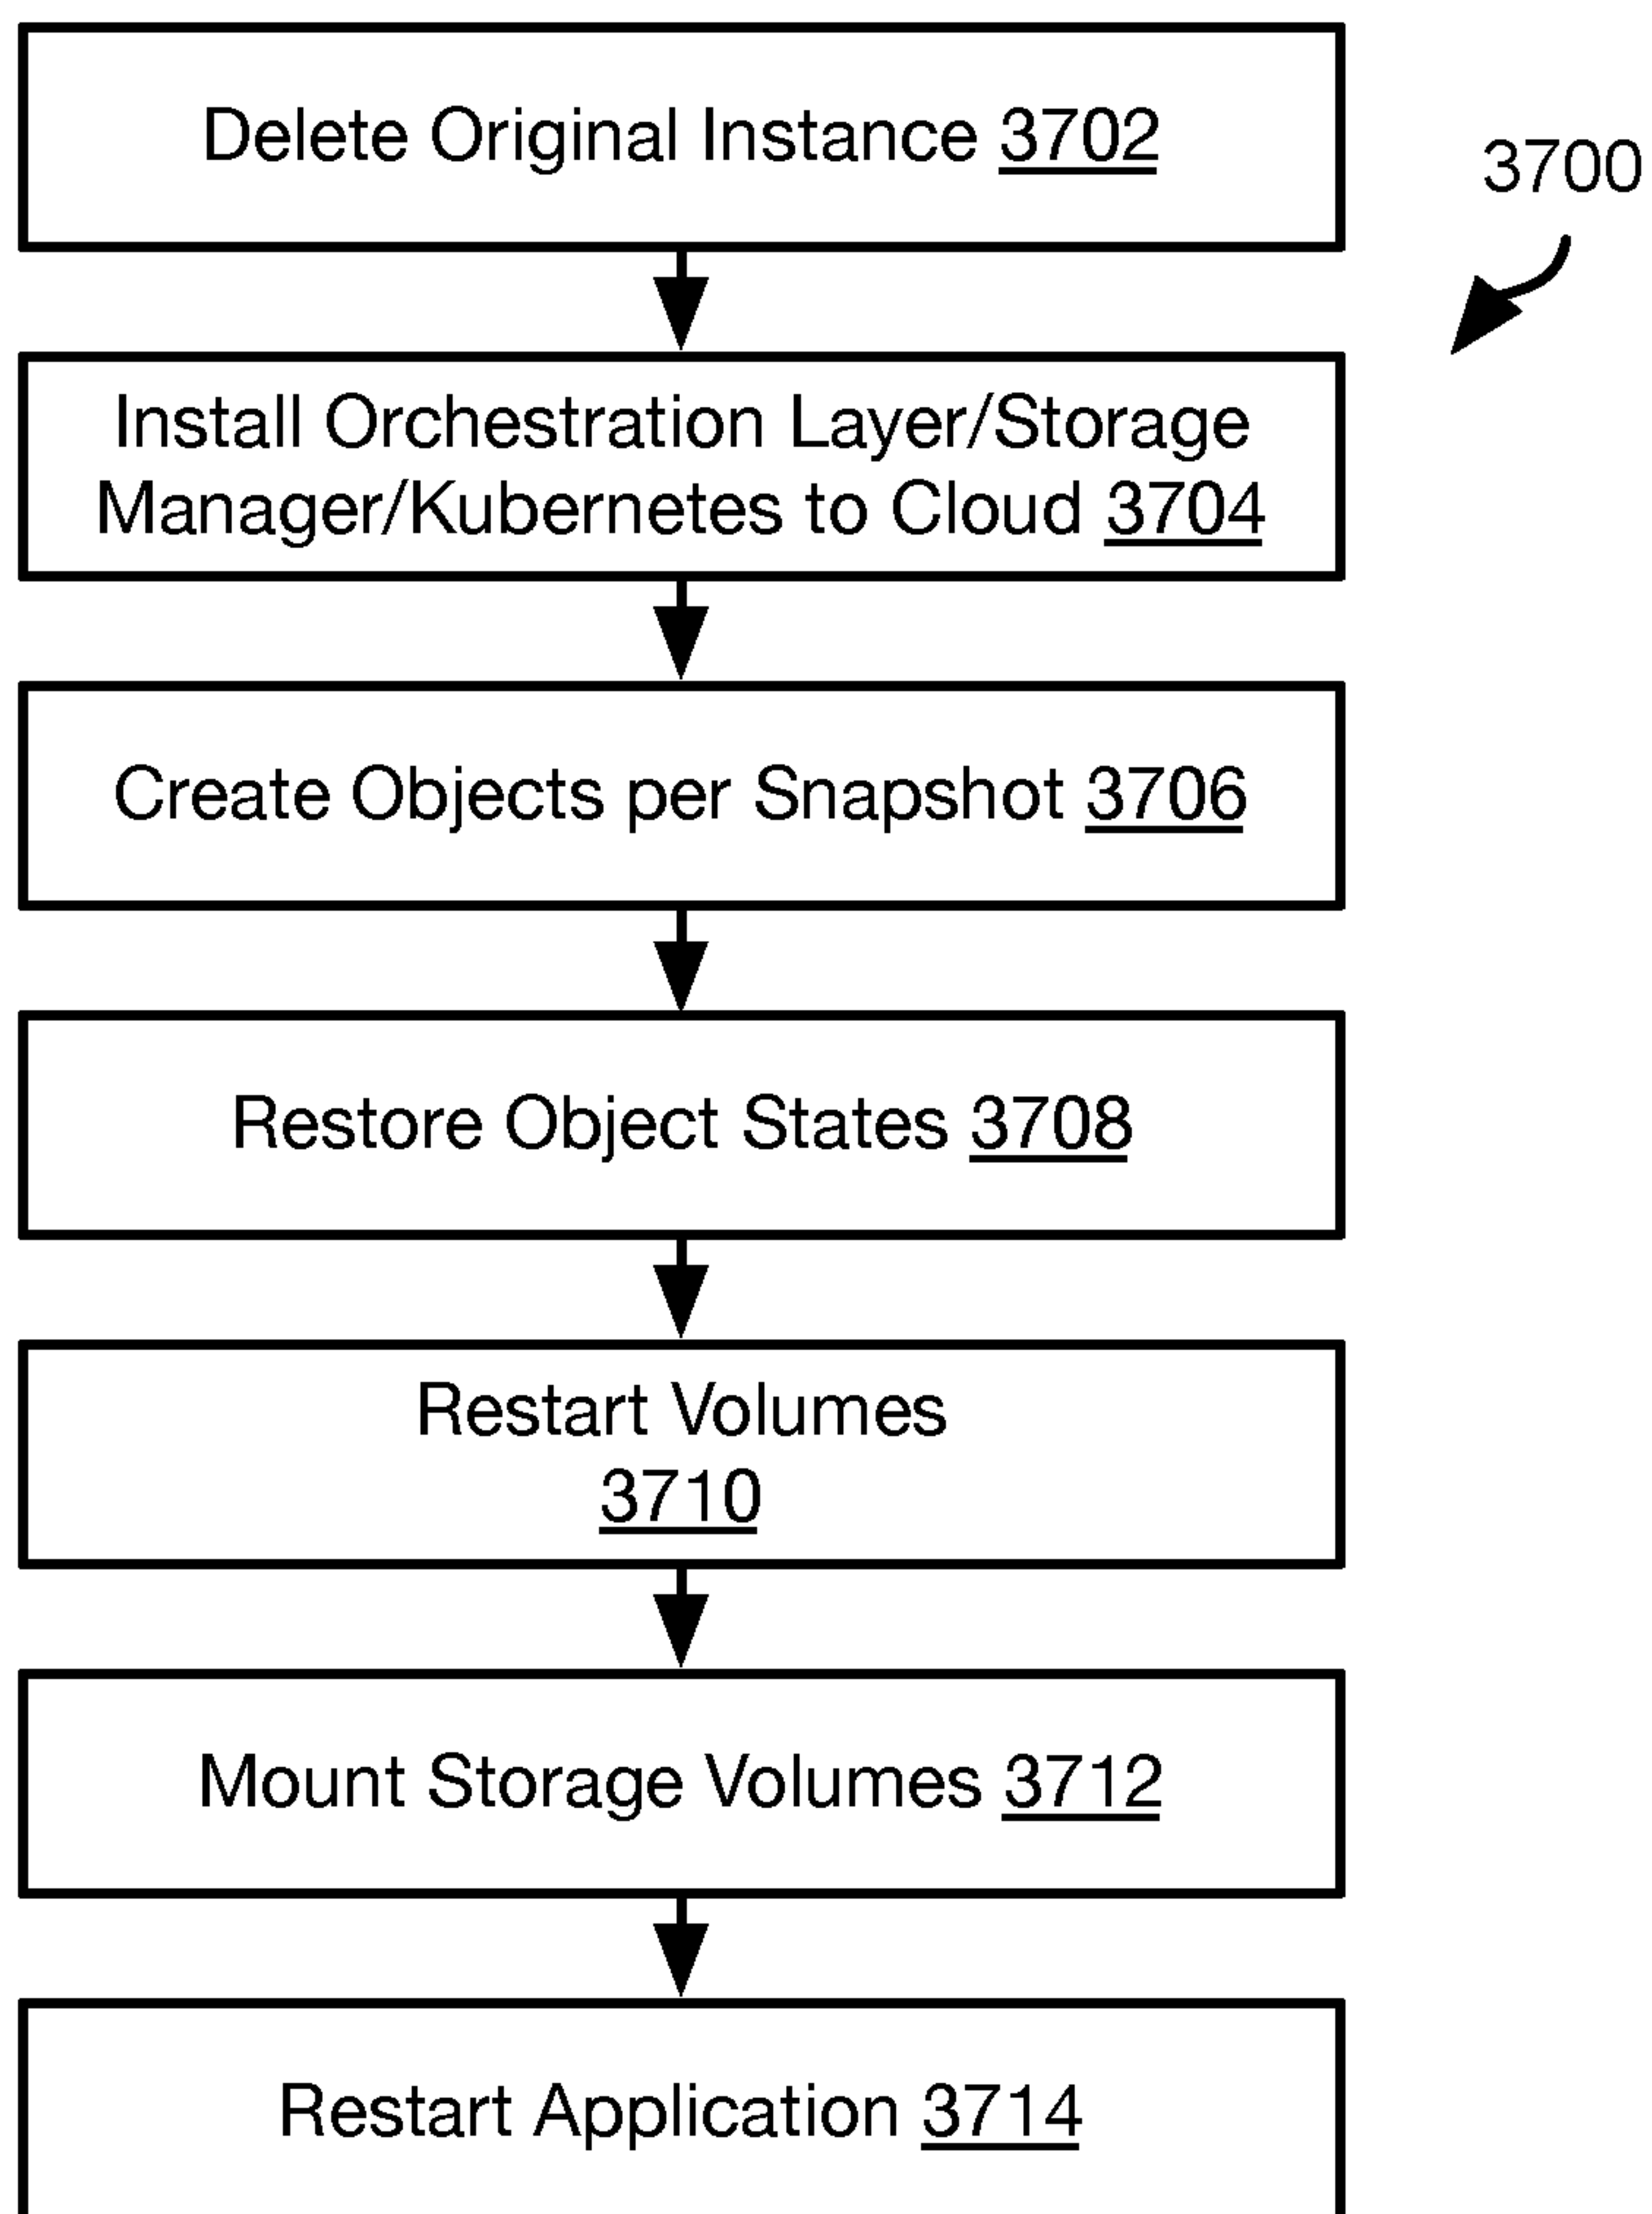 Delete Original Instance 3702
3700
Install Orchestration Layer/Storage
Manager/Kubernetes to Cloud 3704
Create Objects per Snapshot 3706
Restore Object States 3708
Restart Volumes
3710
Mount Storage Volumes 3712
Restart Application 3714